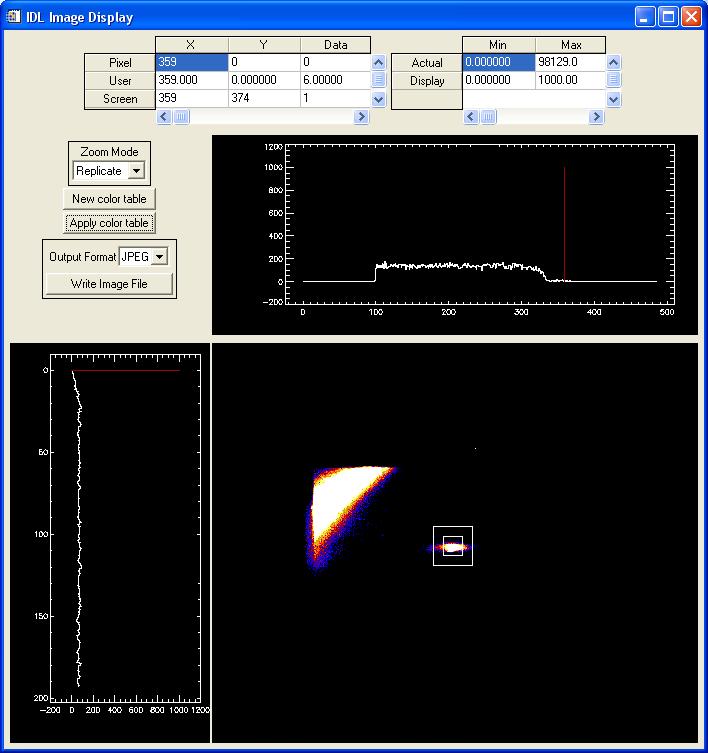 IDL Image Display
X Y Data
Pixel 359 0 0
User 359.000 0.000000 6.00000
Screen 359 374 1
Min Max
Actual 0.000000 98129.0
Display 0.000000 1000.00
Zoom Mode
Replicate
New color table
Apply color table
Output Format JPEG
Write Image File
1200
1000
800
600
400
200
0
-200
0 100 200 300 400 500
0
50
100
150
200
-200 0 200 400 600 800 1000 1200